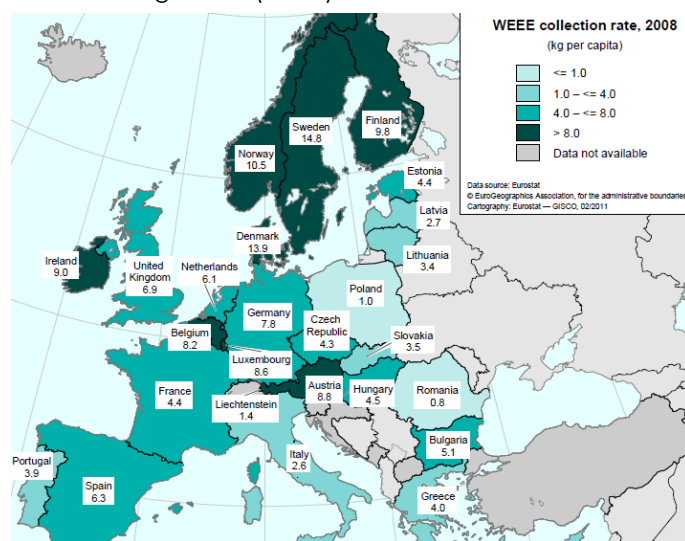 WEEE collection rate, 2008
(kg per capita)
<= 1.0
1.0 – <= 4.0
4.0 – <= 8.0
> 8.0
Data not available
Data source: Eurostat
© EuroGeographics Association, for the administrative boundaries
Cartography: Eurostat — GISCO, 02/2011
Finland
9.8
Sweden
14.8
Norway
10.5
Estonia
4.4
Latvia
2.7
Lithuania
3.4
Denmark
13.9
Ireland
9.0
United
Kingdom
6.9
Netherlands
6.1
Poland
1.0
Germany
7.8
Czech
Republic
4.3
Slovakia
3.5
Belgium
8.2
Luxembourg
8.6
France
4.4
Liechtenstein
1.4
Austria
8.8
Hungary
4.5
Romania
0.8
Bulgaria
5.1
Italy
2.6
Portugal
3.9
Spain
6.3
Greece
4.0